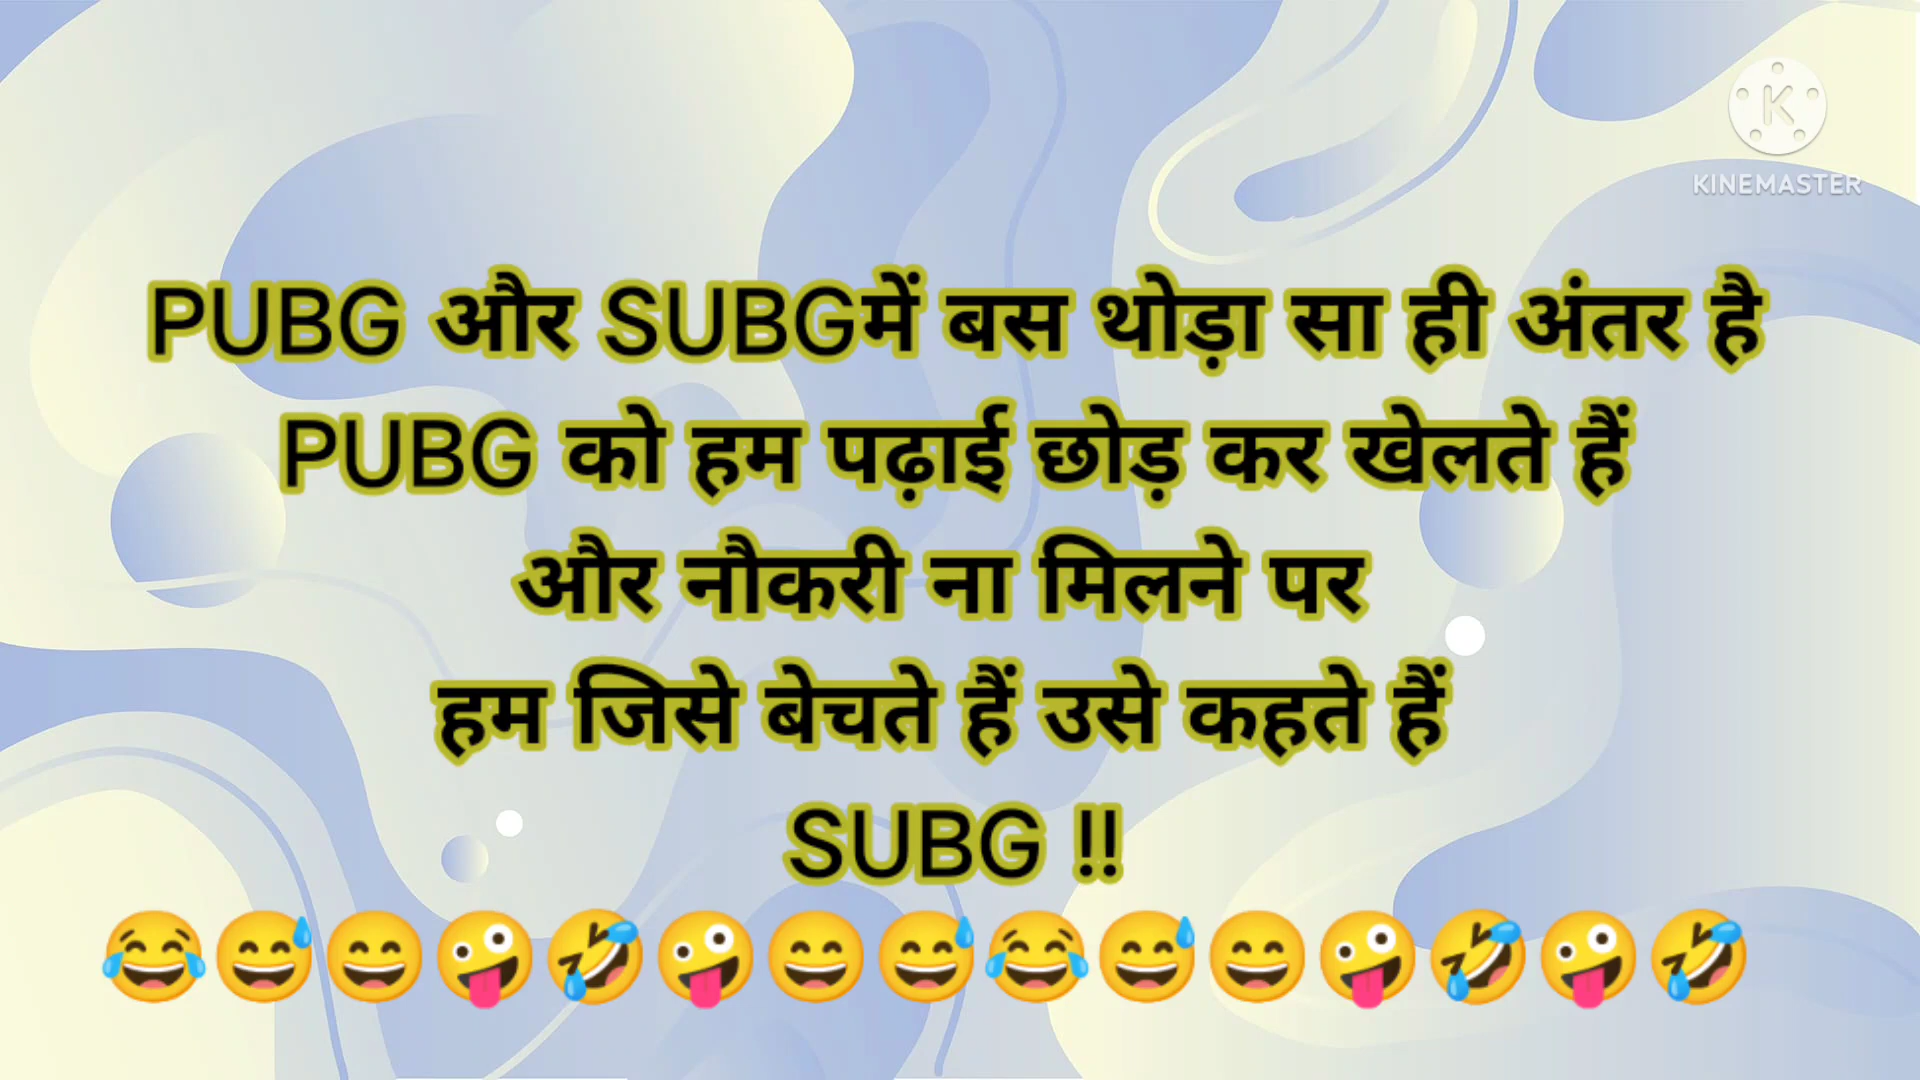 KINEMASTER
PUBG और SUBGमें बस थोड़ा सा ही अंतर है
PUBG को हम पढ़ाई छोड़ कर खेलते हैं
और नौकरी ना मिलने पर
हम जिसे बेचते हैं उसे कहते हैं
SUBG !!
😂😅😄🤪🤣🤪😄😅😂😅😄🤪🤣🤪🤣